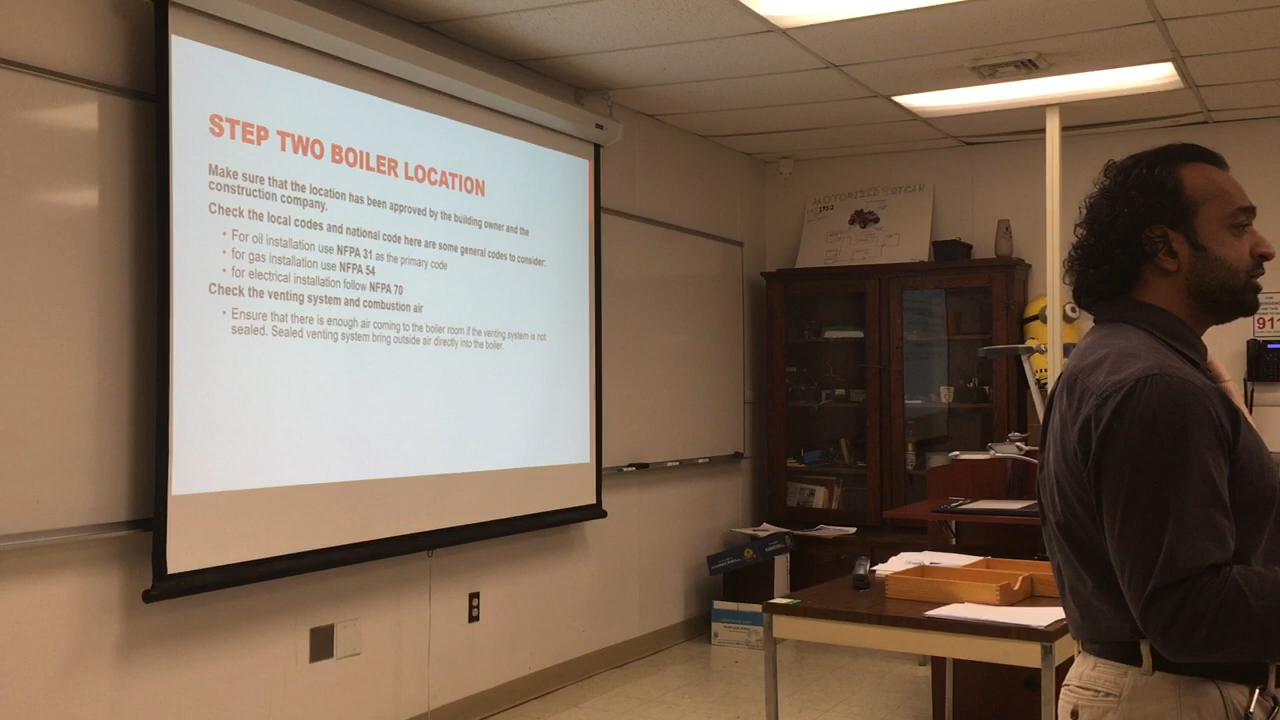 STEP TWO BOILER LOCATION
Make sure that the location has been approved by the building owner and the
construction company.
Check the local codes and national code here are some general codes to consider:
• For oil installation use NFPA 31 as the primary code
• for gas installation use NFPA 54
• for electrical installation follow NFPA 70
Check the venting system and combustion air
• Ensure that there is enough air coming to the boiler room if the venting system is not
sealed. Sealed venting system bring outside air directly into the boiler.
MOTORIZED